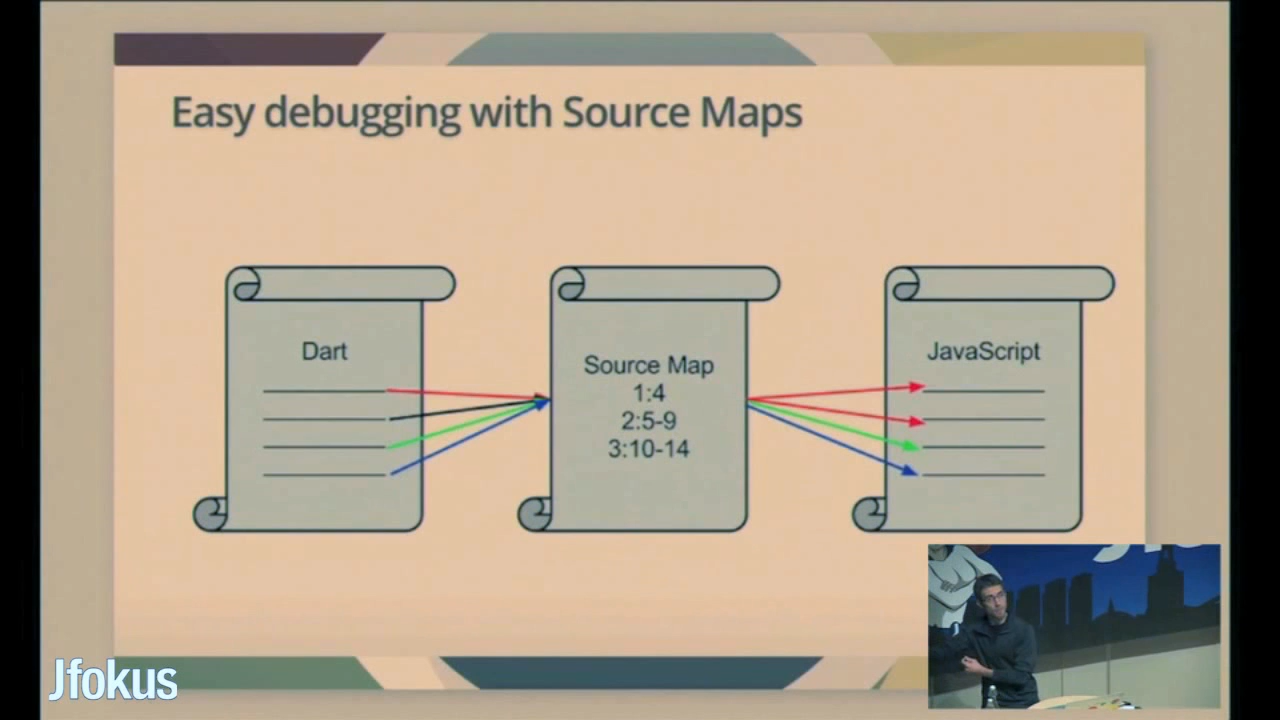 Easy debugging with Source Maps
Dart
Source Map
1:4
2:5-9
3:10-14
JavaScript
Jfokus